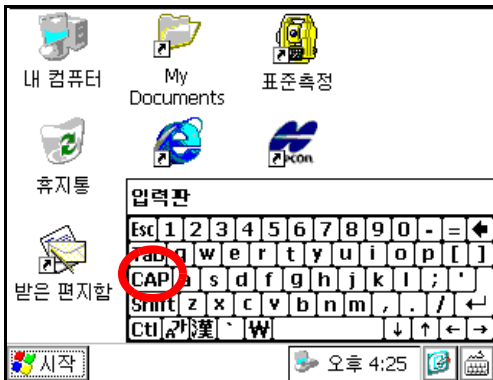 내 컴퓨터
My Documents
표준측정
휴지통
입력판
Esc 1 2 3 4 5 6 7 8 9 0 - =
Tab q w e r t y u i o p [ ]
CAP a s d f g h j k l ; '
Shift z x c v b n m , . /
Ctl 가 漢 ` ₩ ↓ ↑ ← →
받은 편지함
시작
오후 4:25